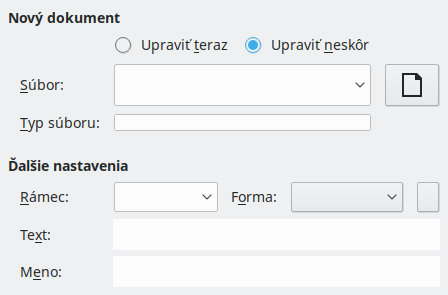 Nový dokument
Upraviť teraz
Upraviť neskôr
Súbor:
Typ súboru:
Ďalšie nastavenia
Rámec:
Forma:
Text:
Meno: